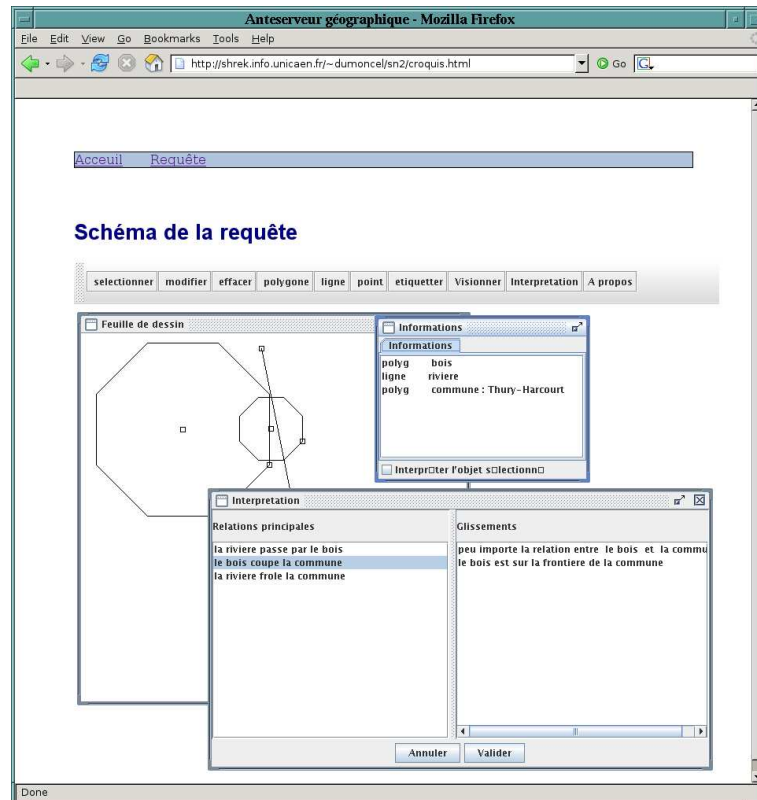 Anteserveur géographique - Mozilla Firefox
File Edit View Go Bookmarks Tools Help
http://shrek.info.unicaen.fr/~dumoncel/sn2/croquis.html Go G
Acceuil Requête
Schéma de la requête
selectionner modifier effacer polygone ligne point etiquetter Visionner Interpretation A propos
Feuille de dessin
Informations
Informations
polyg bois
ligne riviere
polyg commune : Thury-Harcourt
Interpr□ter l'objet s□lectionn□
Interpretation
Relations principales
la riviere passe par le bois
le bois coupe la commune
la riviere frole la commune
Glissements
peu importe la relation entre le bois et la commu
le bois est sur la frontiere de la commune
Annuler Valider
Done